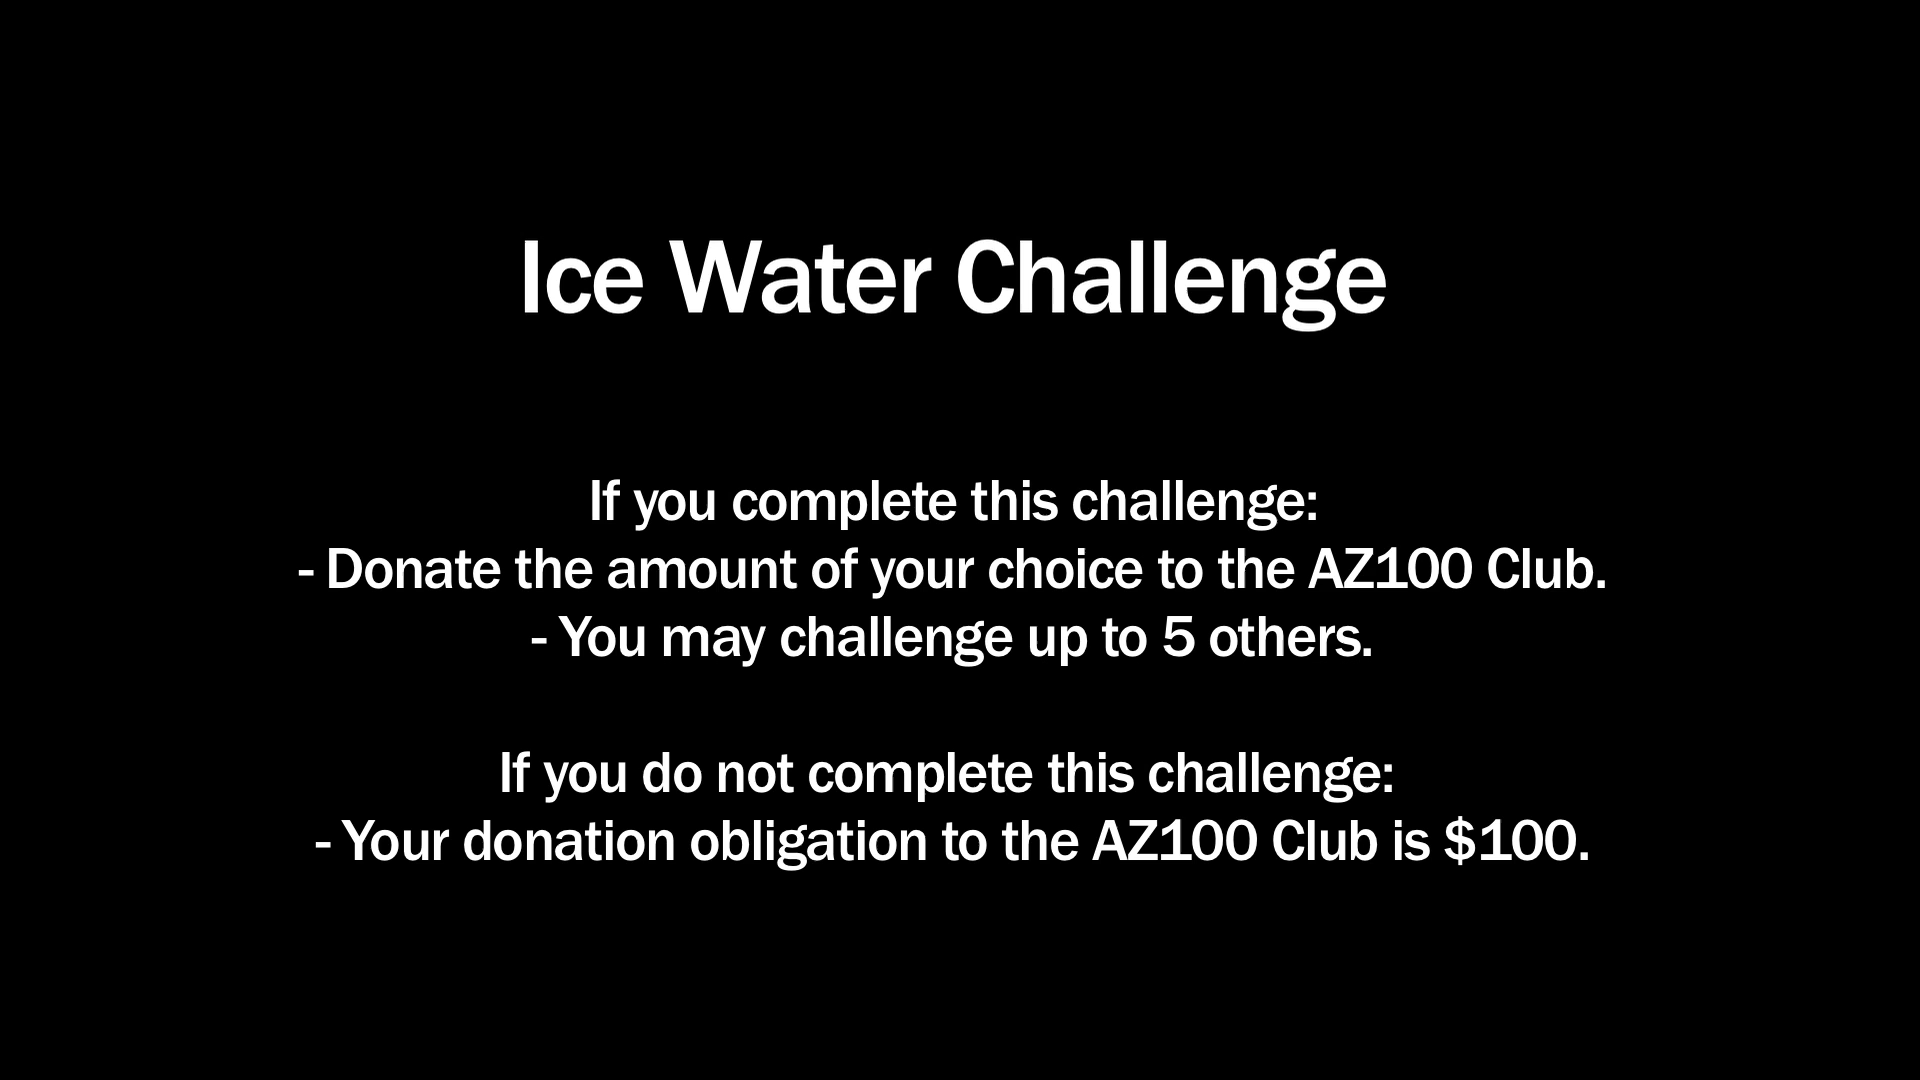 Ice Water Challenge
If you complete this challenge:
- Donate the amount of your choice to the AZ100 Club.
- You may challenge up to 5 others.
If you do not complete this challenge:
- Your donation obligation to the AZ100 Club is $100.